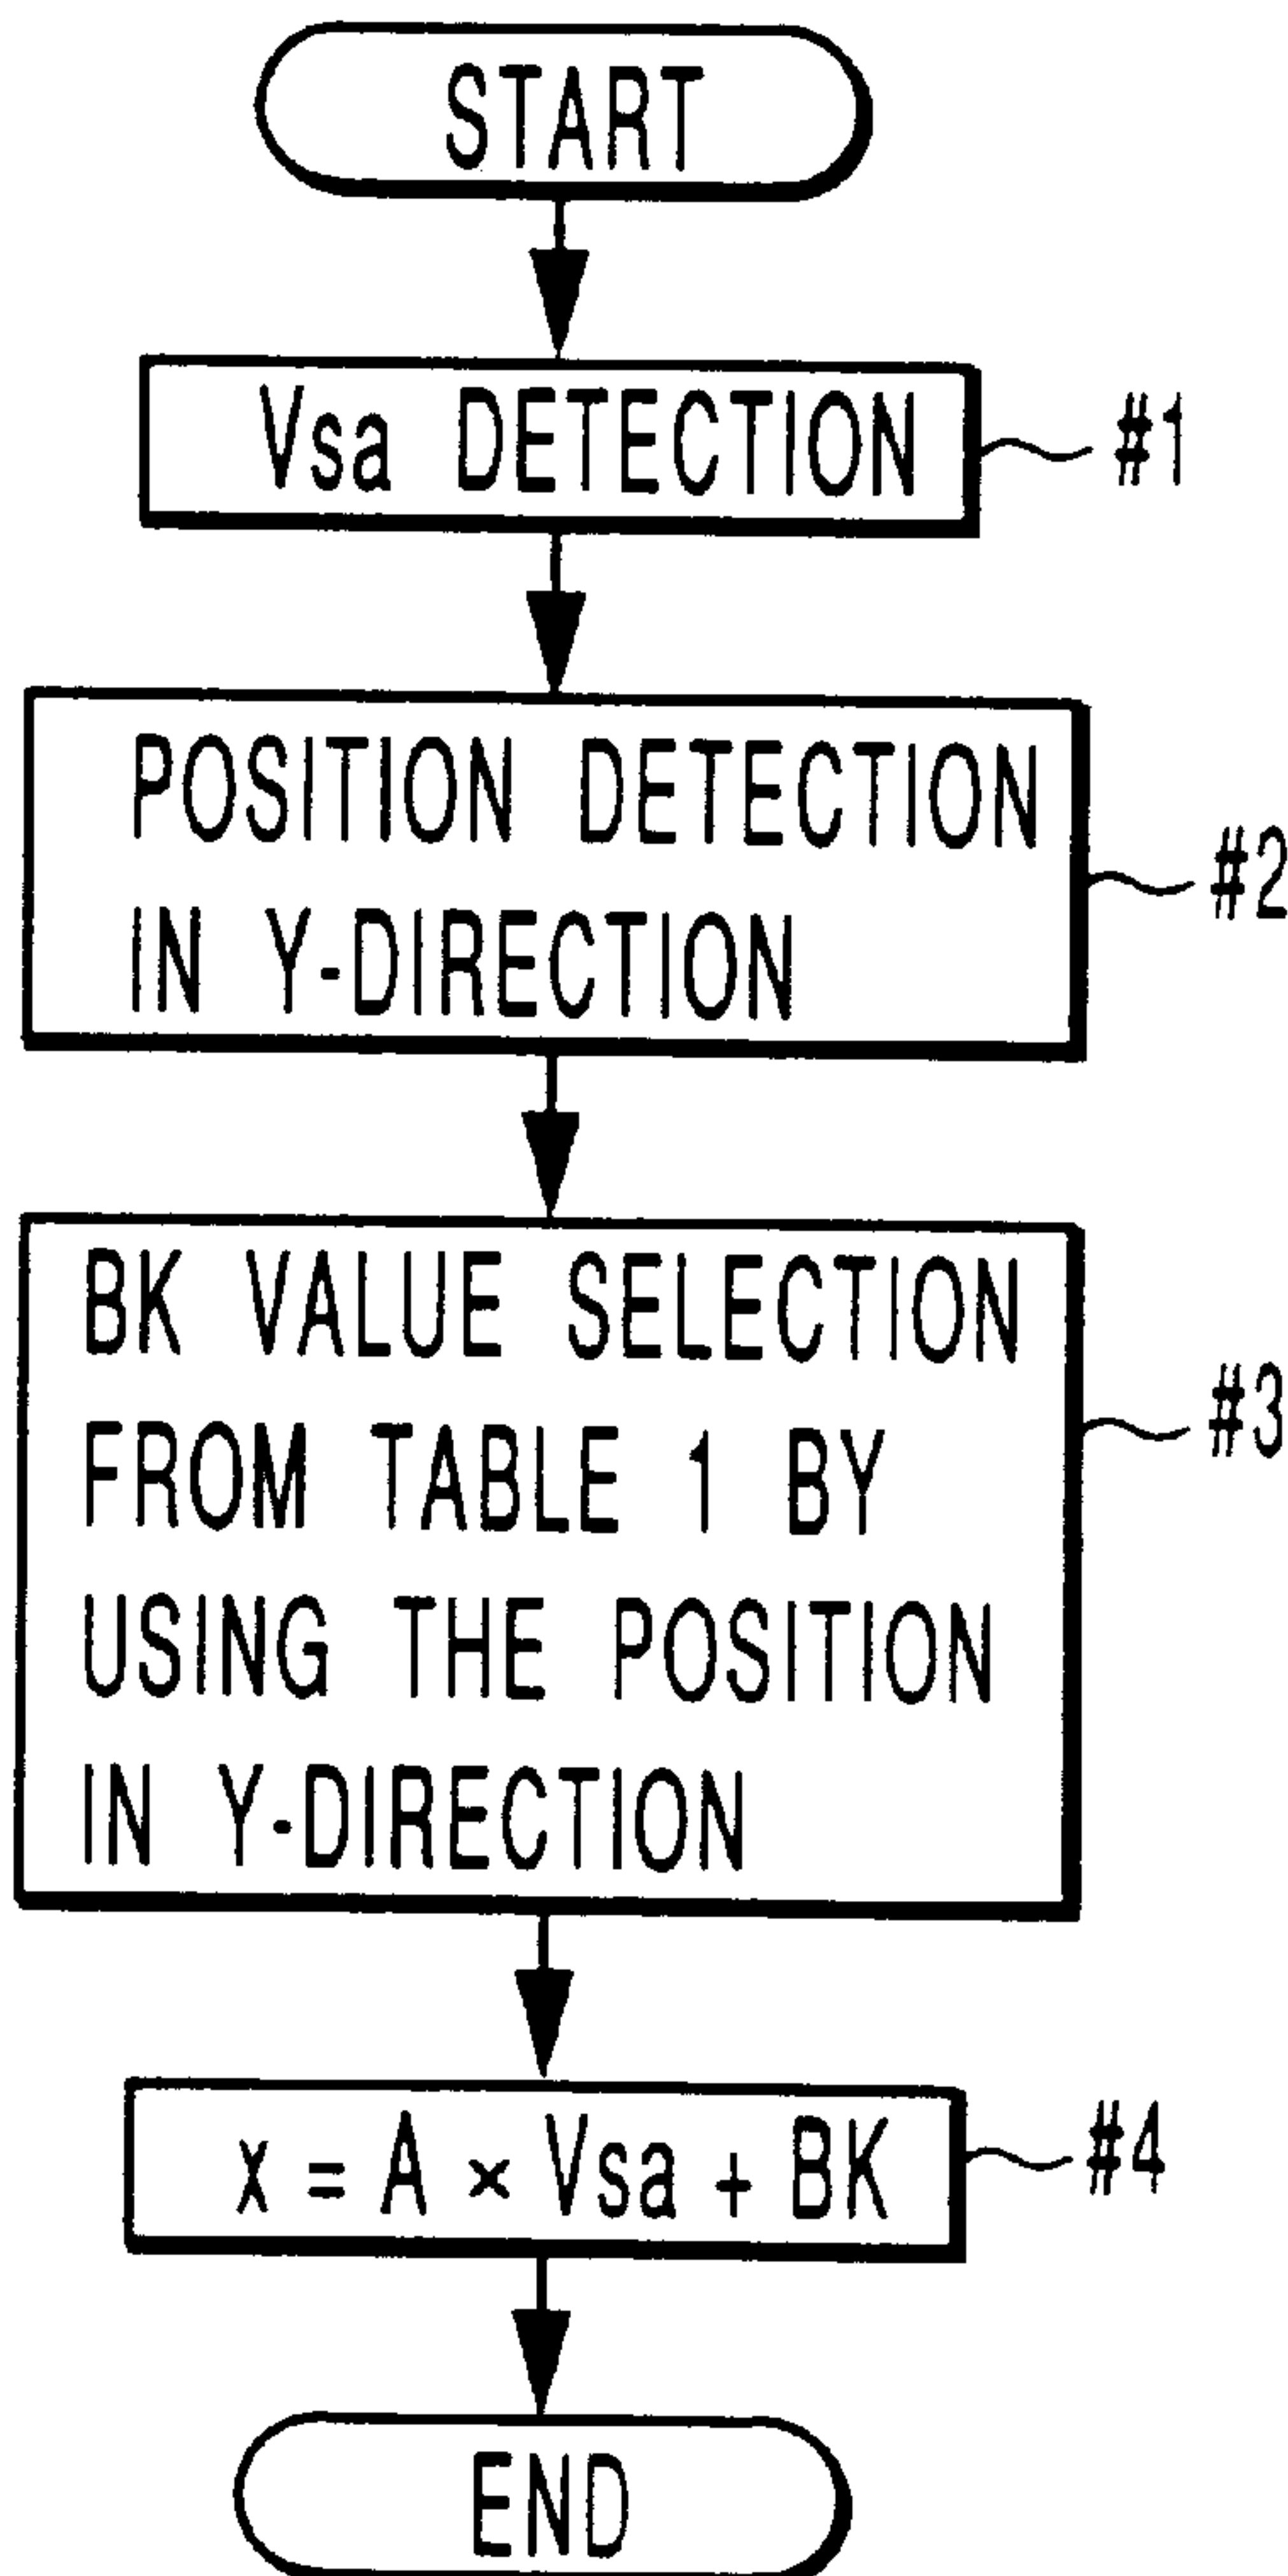 START
Vsa DETECTION
#1
POSITION DETECTION
IN Y-DIRECTION
#2
BK VALUE SELECTION
FROM TABLE 1 BY
USING THE POSITION
IN Y-DIRECTION
#3
x = A × Vsa + BK
#4
END